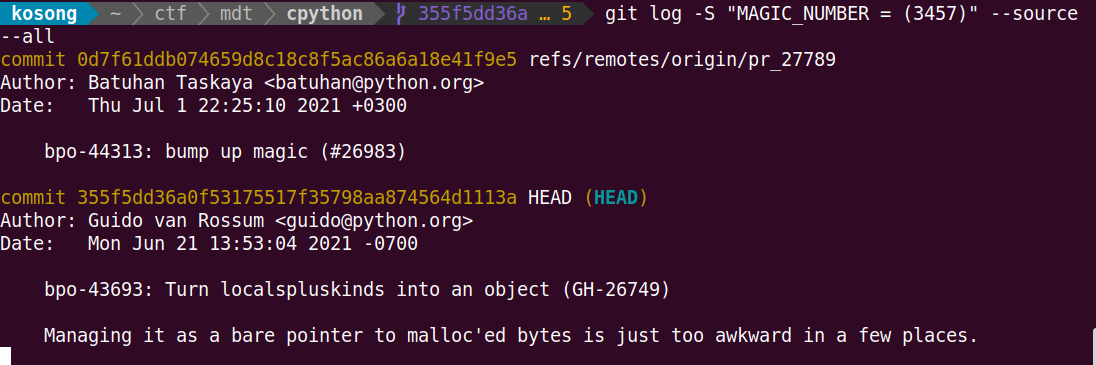 kosong ~ ctf mdt cpython 355f5dd36a … 5 git log -S "MAGIC_NUMBER = (3457)" --source
--all
commit 0d7f61ddb074659d8c18c8f5ac86a6a18e41f9e5 refs/remotes/origin/pr_27789
Author: Batuhan Taskaya <batuhan@python.org>
Date:   Thu Jul 1 22:25:10 2021 +0300
    bpo-44313: bump up magic (#26983)
commit 355f5dd36a0f53175517f35798aa874564d1113a HEAD (HEAD)
Author: Guido van Rossum <guido@python.org>
Date:   Mon Jun 21 13:53:04 2021 -0700
    bpo-43693: Turn localspluskinds into an object (GH-26749)
    Managing it as a bare pointer to malloc'ed bytes is just too awkward in a few places.